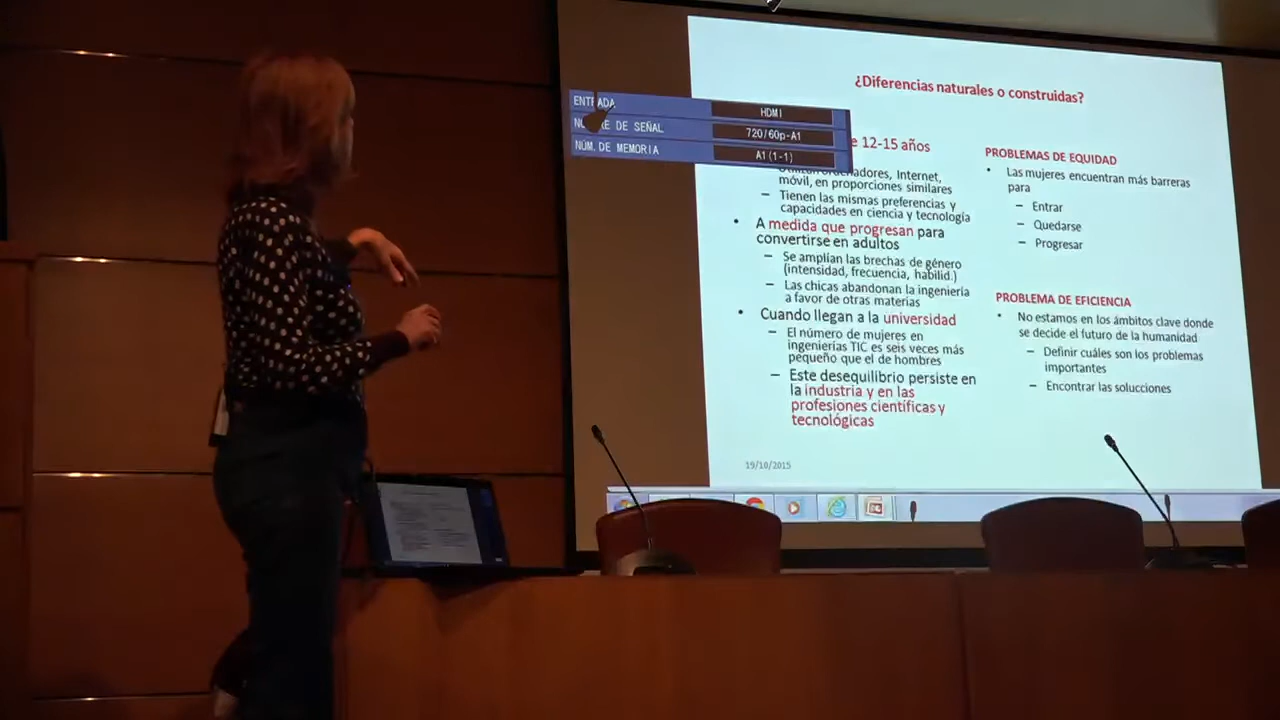 ¿Diferencias naturales o construidas?
ENTRADA
HDMI
DE SEÑAL
720/60p-A1
NÚM. DE MEMORIA
A1(1-1)
e 12-15 años
Internet,
móvil, en proporciones similares
– Tienen las mismas preferencias y
capacidades en ciencia y tecnología
• A medida que progresan para
convertirse en adultos
– Se amplían las brechas de género
(intensidad, frecuencia, habilid.)
– Las chicas abandonan la ingeniería
a favor de otras materias
• Cuando llegan a la universidad
– El número de mujeres en
ingenierías TIC es seis veces más
pequeño que el de hombres
– Este desequilibrio persiste en
la industria y en las
profesiones científicas y
tecnológicas
PROBLEMAS DE EQUIDAD
• Las mujeres encuentran más barreras
para
– Entrar
– Quedarse
– Progresar
PROBLEMA DE EFICIENCIA
• No estamos en los ámbitos clave donde
se decide el futuro de la humanidad
– Definir cuáles son los problemas
importantes
– Encontrar las soluciones
19/10/2015